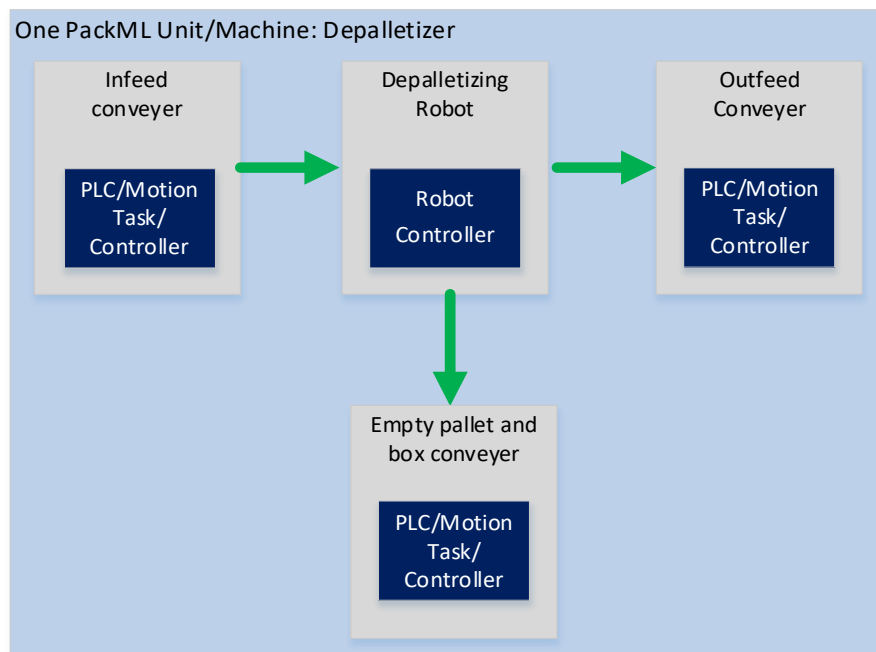 One PackML Unit/Machine: Depalletizer
Infeed
conveyer
PLC/Motion
Task/
Controller
Depalletizing
Robot
Robot
Controller
Outfeed
Conveyer
PLC/Motion
Task/
Controller
Empty pallet and
box conveyer
PLC/Motion
Task/
Controller